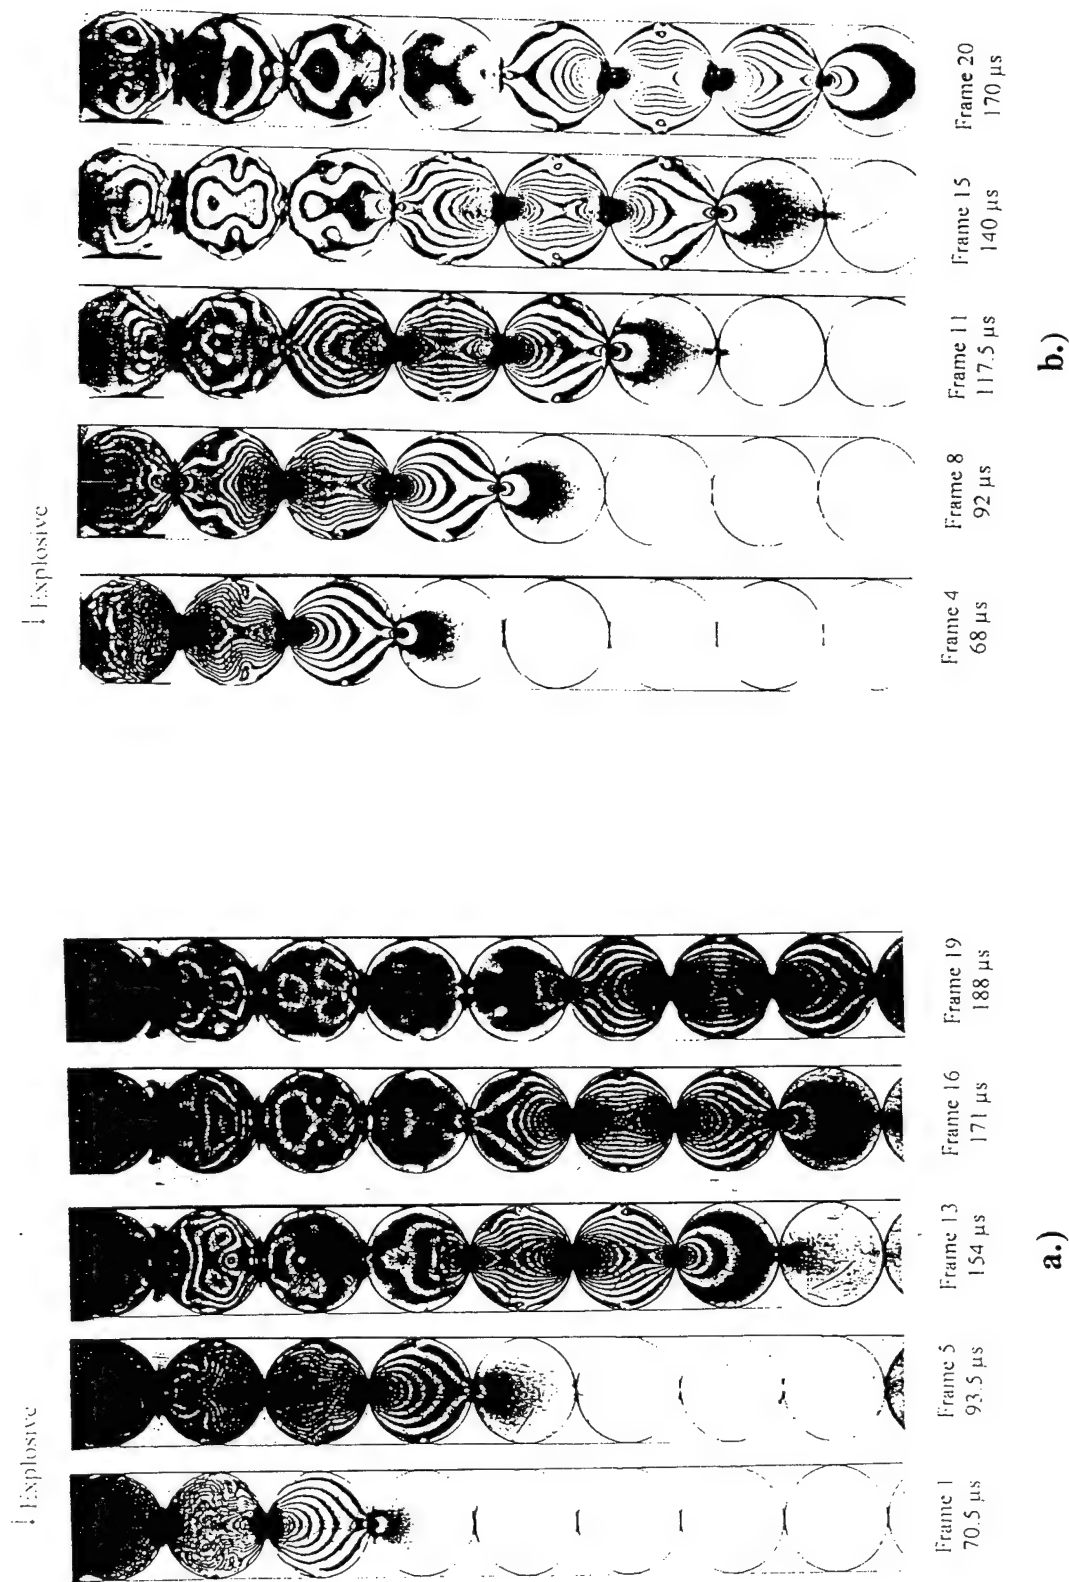 ↓ Explosive
Frame 1
70.5 μs
Frame 5
93.5 μs
Frame 13
154 μs
Frame 16
171 μs
Frame 19
188 μs
a.)
↓ Explosive
Frame 4
68 μs
Frame 8
92 μs
Frame 11
117.5 μs
Frame 15
140 μs
Frame 20
170 μs
b.)